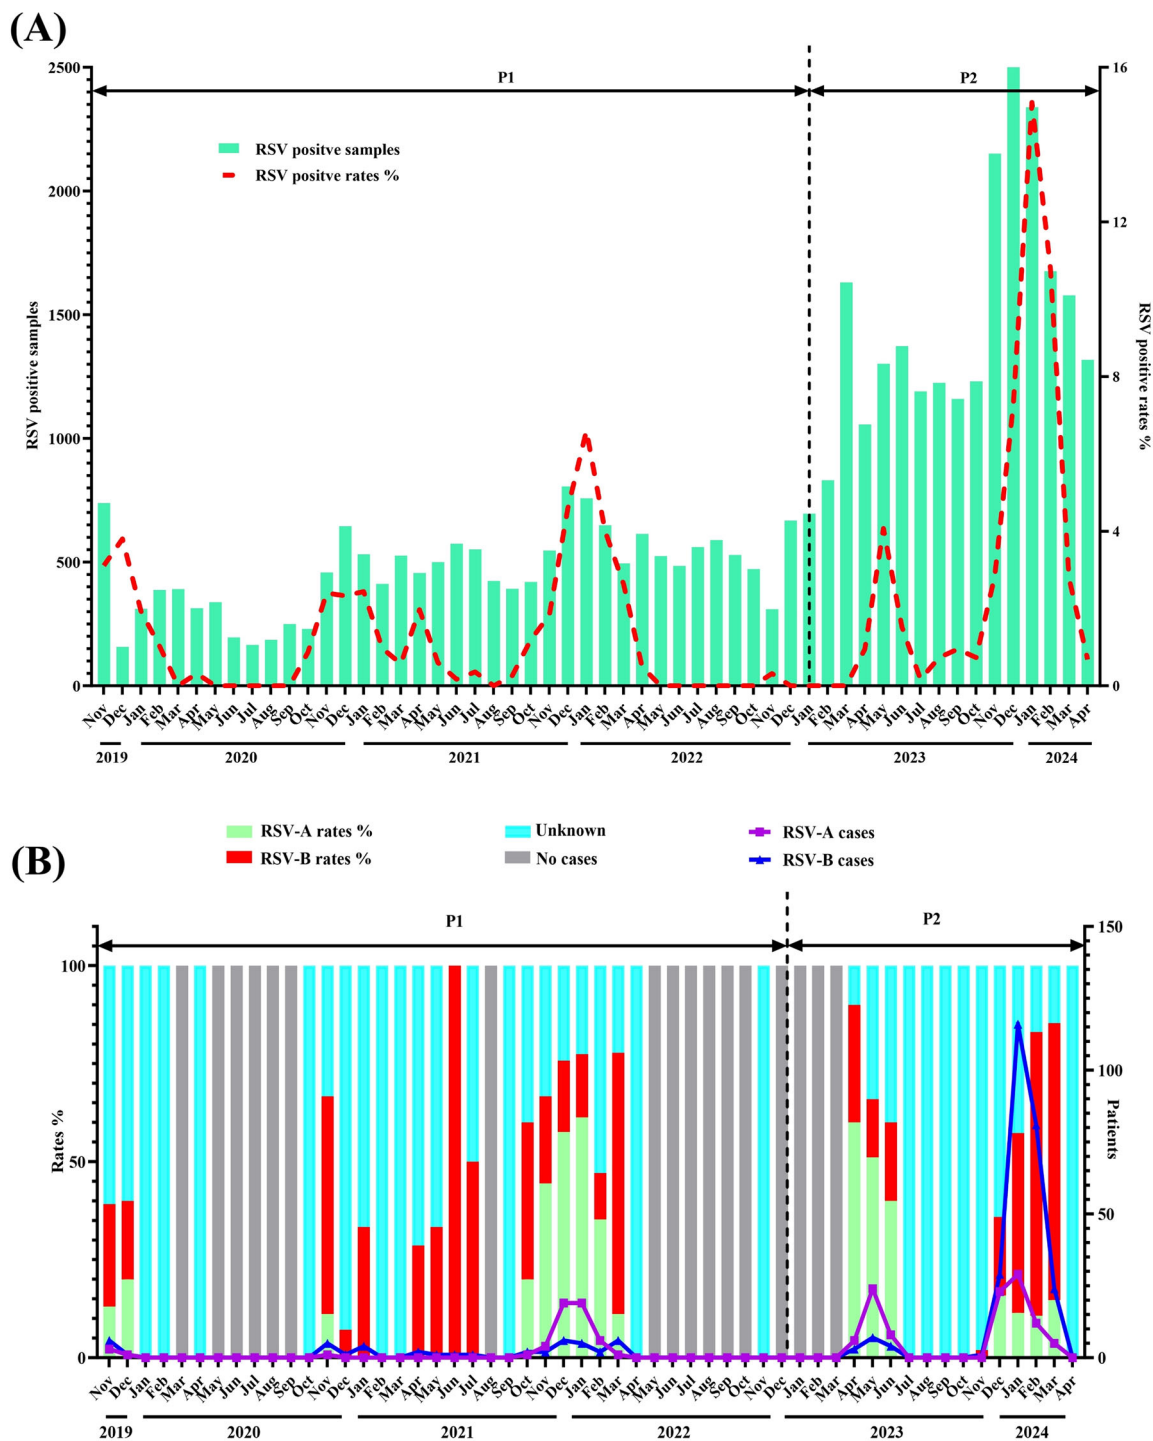 (A)
2500
2000
1500
1000
500
0
RSV positive samples
P1
P2
RSV positve samples
RSV positve rates %
16
12
8
4
0
RSV positive rates %
Nov Dec Jan Feb Mar Apr May Jun Jul Aug Sep Oct Nov Dec Jan Feb Mar Apr May Jun Jul Aug Sep Oct Nov Dec Jan Feb Mar Apr May Jun Jul Aug Sep Oct Nov Dec Jan Feb Mar Apr May Jun Jul Aug Sep Oct Nov Dec Jan Feb Mar Apr
2019 2020 2021 2022 2023 2024
(B)
RSV-A rates % Unknown RSV-A cases
RSV-B rates % No cases RSV-B cases
P1
P2
100
50
0
Rates %
150
100
50
0
Patients
Nov Dec Jan Feb Mar Apr May Jun Jul Aug Sep Oct Nov Dec Jan Feb Mar Apr May Jun Jul Aug Sep Oct Nov Dec Jan Feb Mar Apr May Jun Jul Aug Sep Oct Nov Dec Jan Feb Mar Apr May Jun Jul Aug Sep Oct Nov Dec Jan Feb Mar Apr
2019 2020 2021 2022 2023 2024